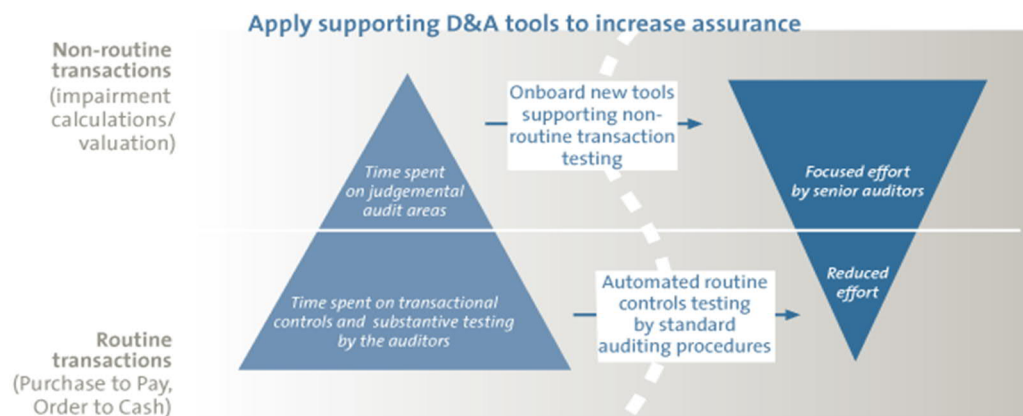 Apply supporting D&A tools to increase assurance
Non-routine
transactions
(impairment
calculations/
valuation)
Time spent
on judgemental
audit areas
Onboard new tools
supporting non-
routine transaction
testing
Focused effort
by senior auditors
Time spent on transactional
controls and substantive testing
by the auditors
Automated routine
controls testing
by standard
auditing procedures
Reduced
effort
Routine
transactions
(Purchase to Pay,
Order to Cash)